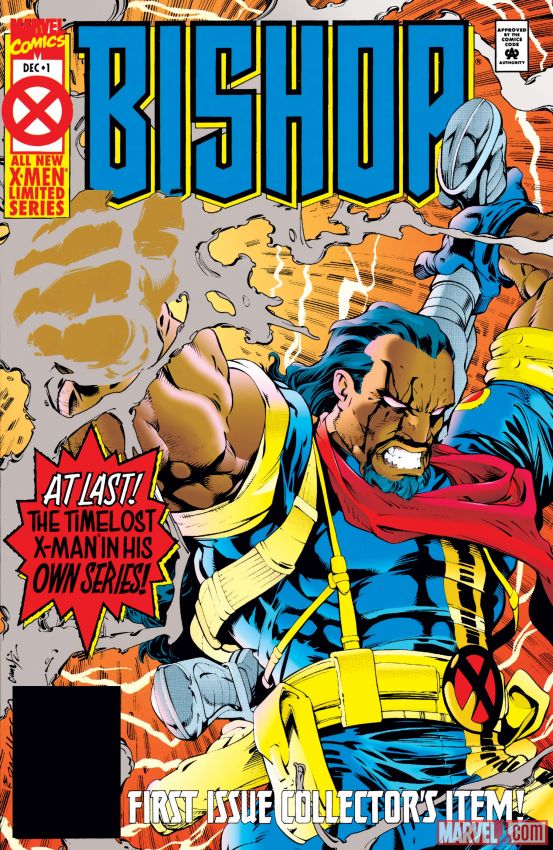 MARVEL
COMICS
DEC • 1
ALL NEW
X-MEN®
LIMITED
SERIES
BISHOP®
APPROVED
BY THE
COMICS
CODE
CA
AUTHORITY
AT LAST!
THE TIMELOST
X-MAN IN HIS
OWN SERIES!
FIRST ISSUE COLLECTOR'S ITEM!
MARVEL.com